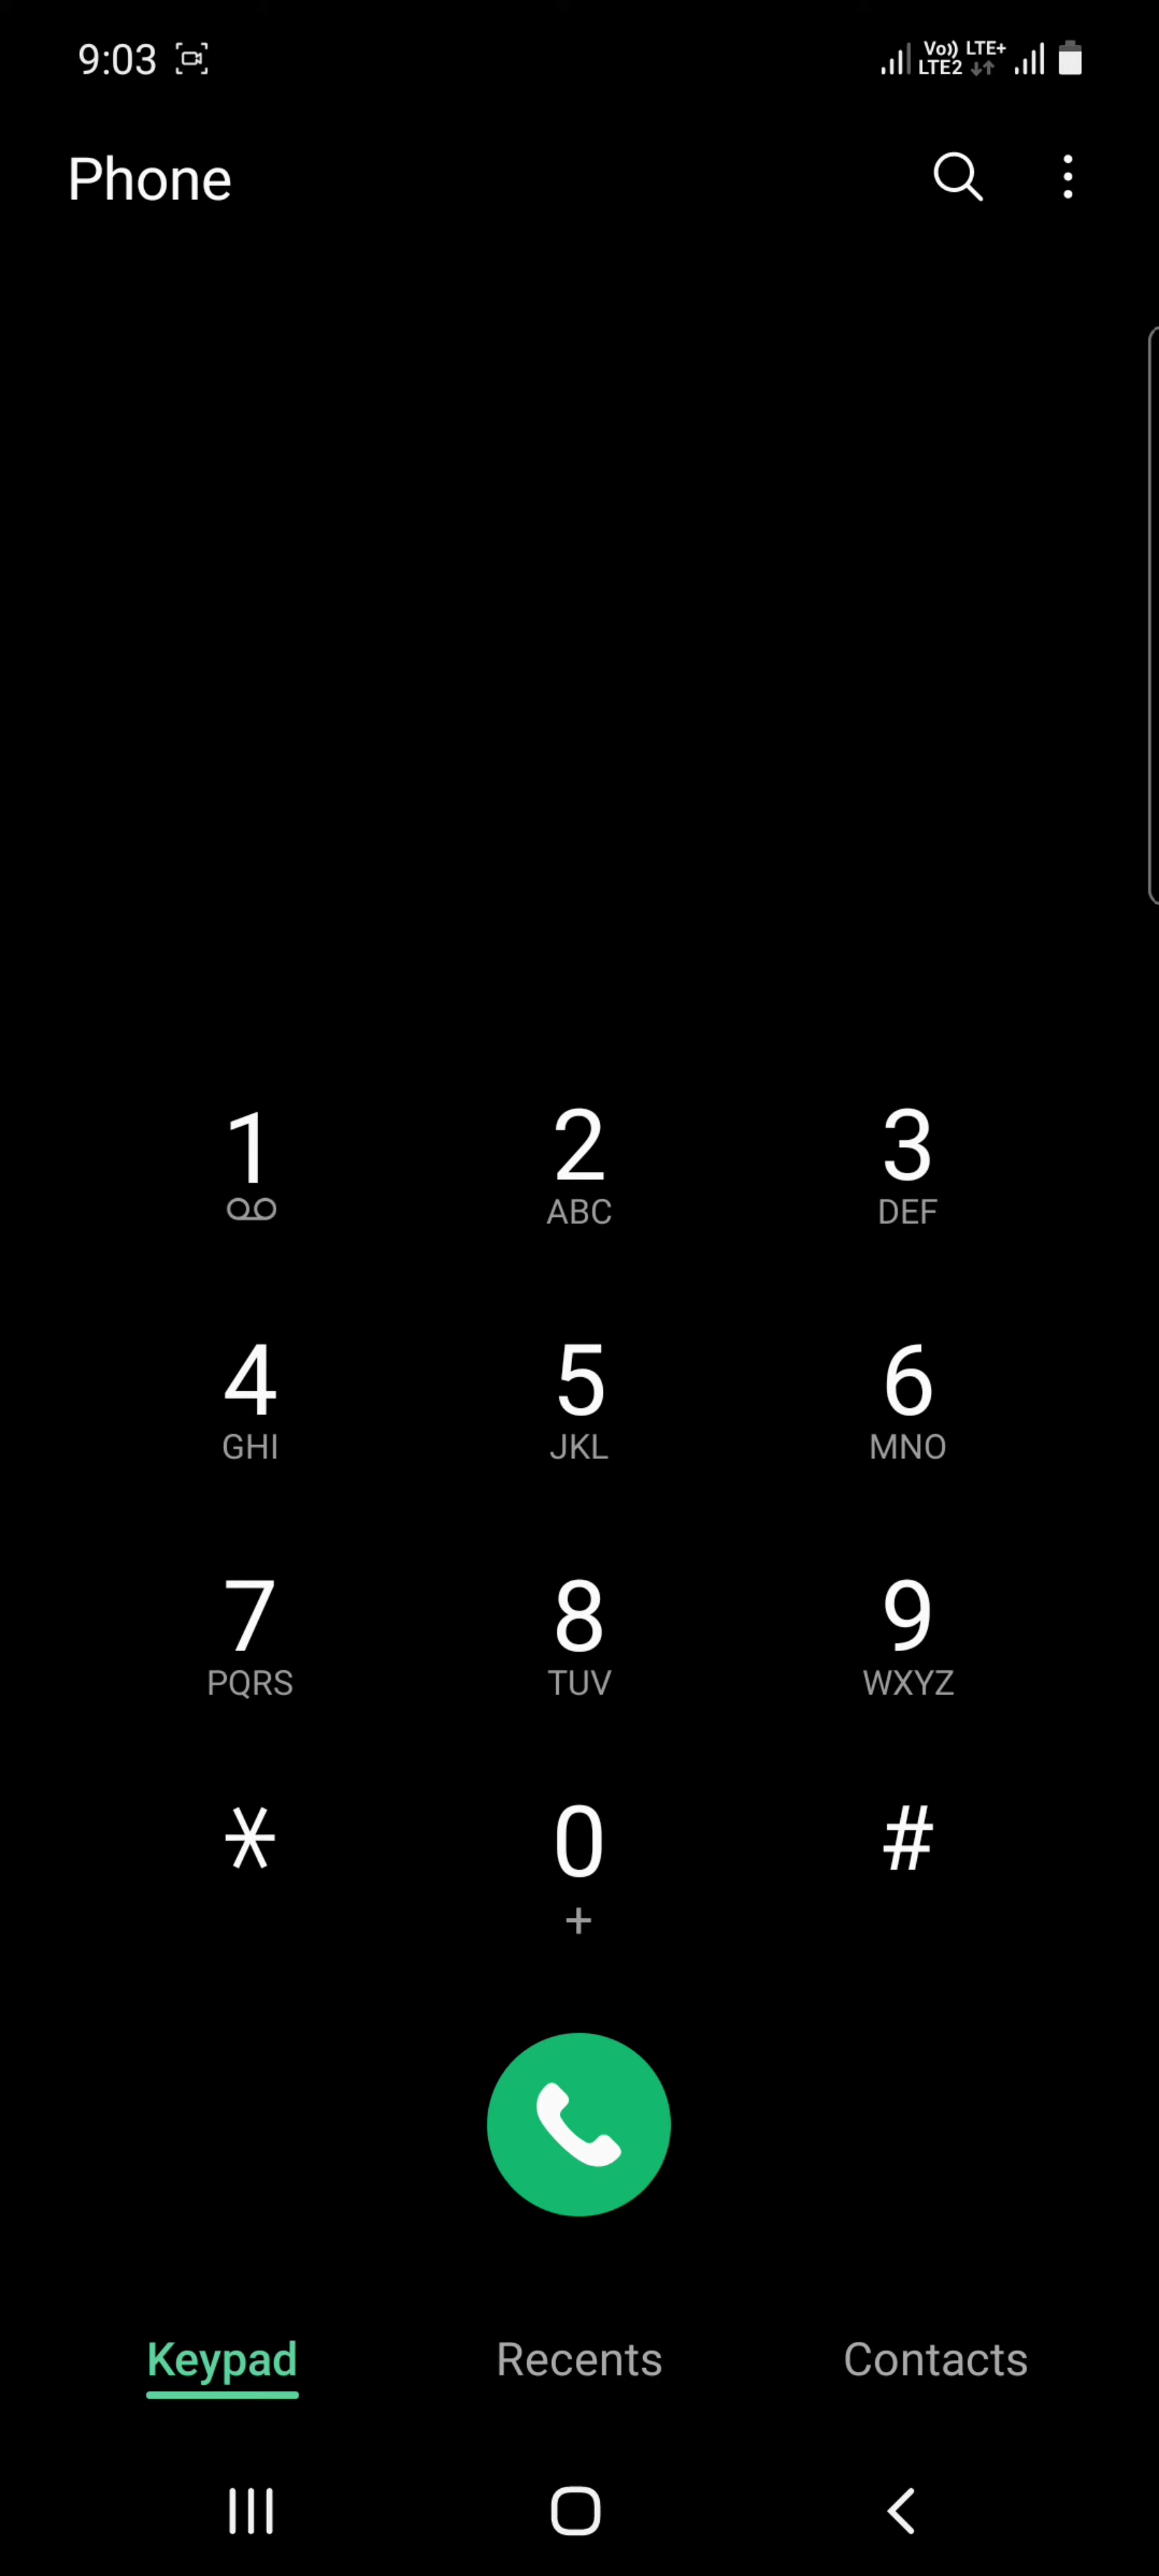 9:03 Vo)) LTE+
LTE2
Phone
1 2 3
ABC DEF
4 5 6
GHI JKL MNO
7 8 9
PQRS TUV WXYZ
* 0 #
+
Keypad Recents Contacts